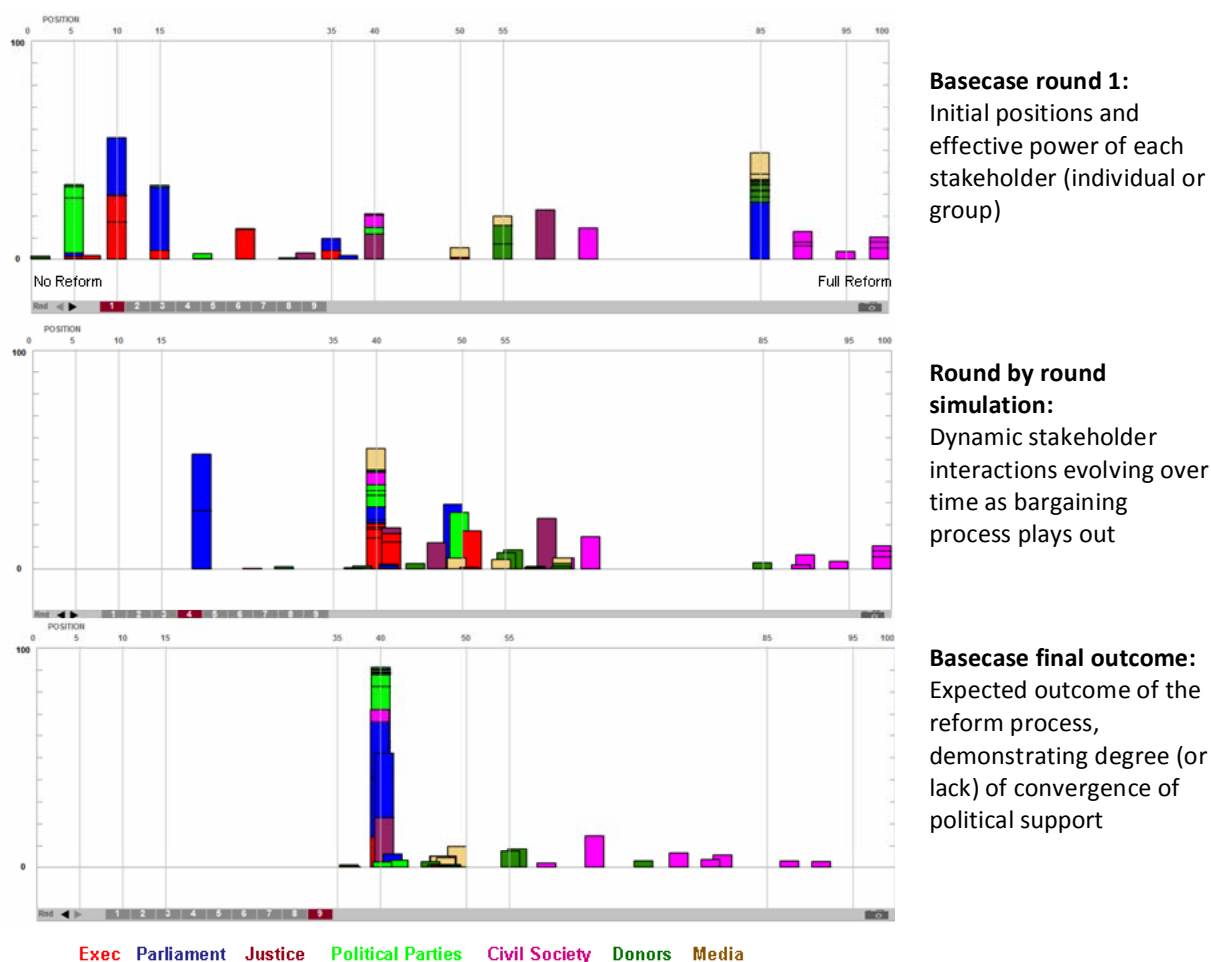 POSITION
0 5 10 15 35 40 50 55 85 95 100
100
0
No Reform Full Reform
Rnd 1 2 3 4 5 6 7 8 9
Basecase round 1:
Initial positions and
effective power of each
stakeholder (individual or
group)
POSITION
0 5 10 15 35 40 50 55 85 95 100
100
0
Rnd 1 2 3 4 5 6 7 8 9
Round by round
simulation:
Dynamic stakeholder
interactions evolving over
time as bargaining
process plays out
POSITION
0 5 10 15 35 40 50 55 85 95 100
100
0
Rnd 1 2 3 4 5 6 7 8 9
Basecase final outcome:
Expected outcome of the
reform process,
demonstrating degree (or
lack) of convergence of
political support
Exec Parliament Justice Political Parties Civil Society Donors Media